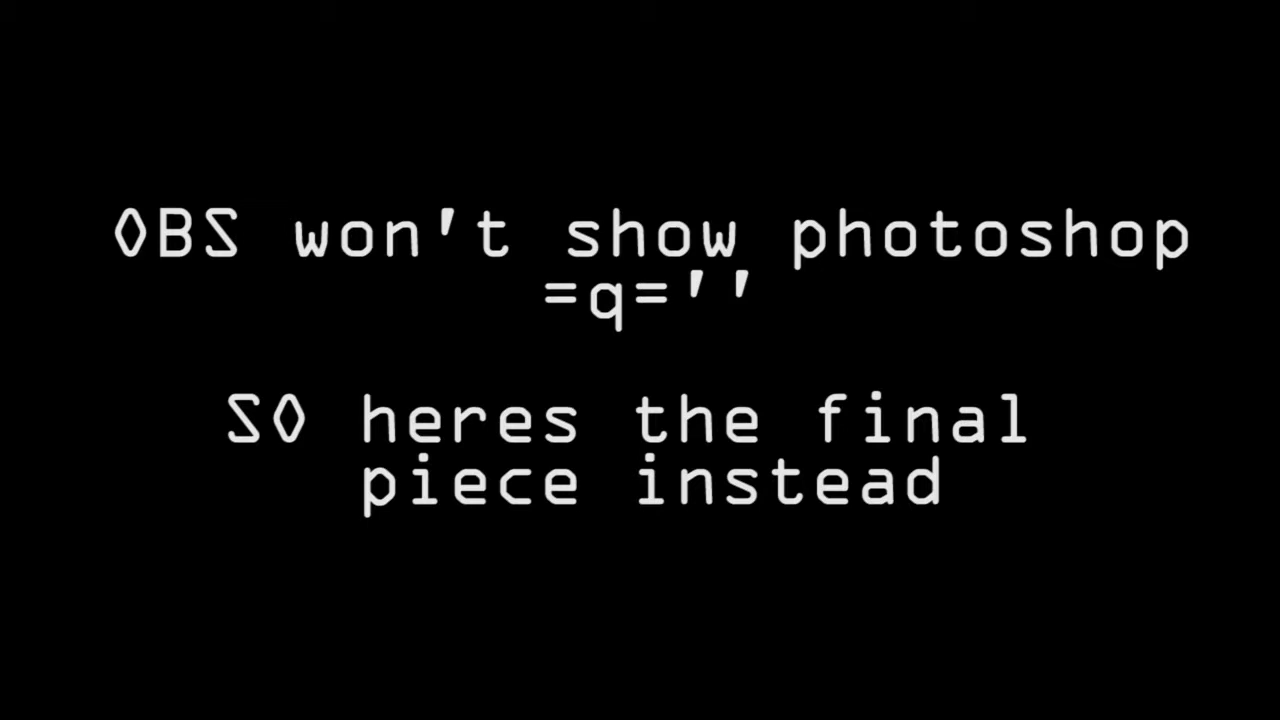 OBS won't show photoshop
=q=''
SO heres the final
piece instead